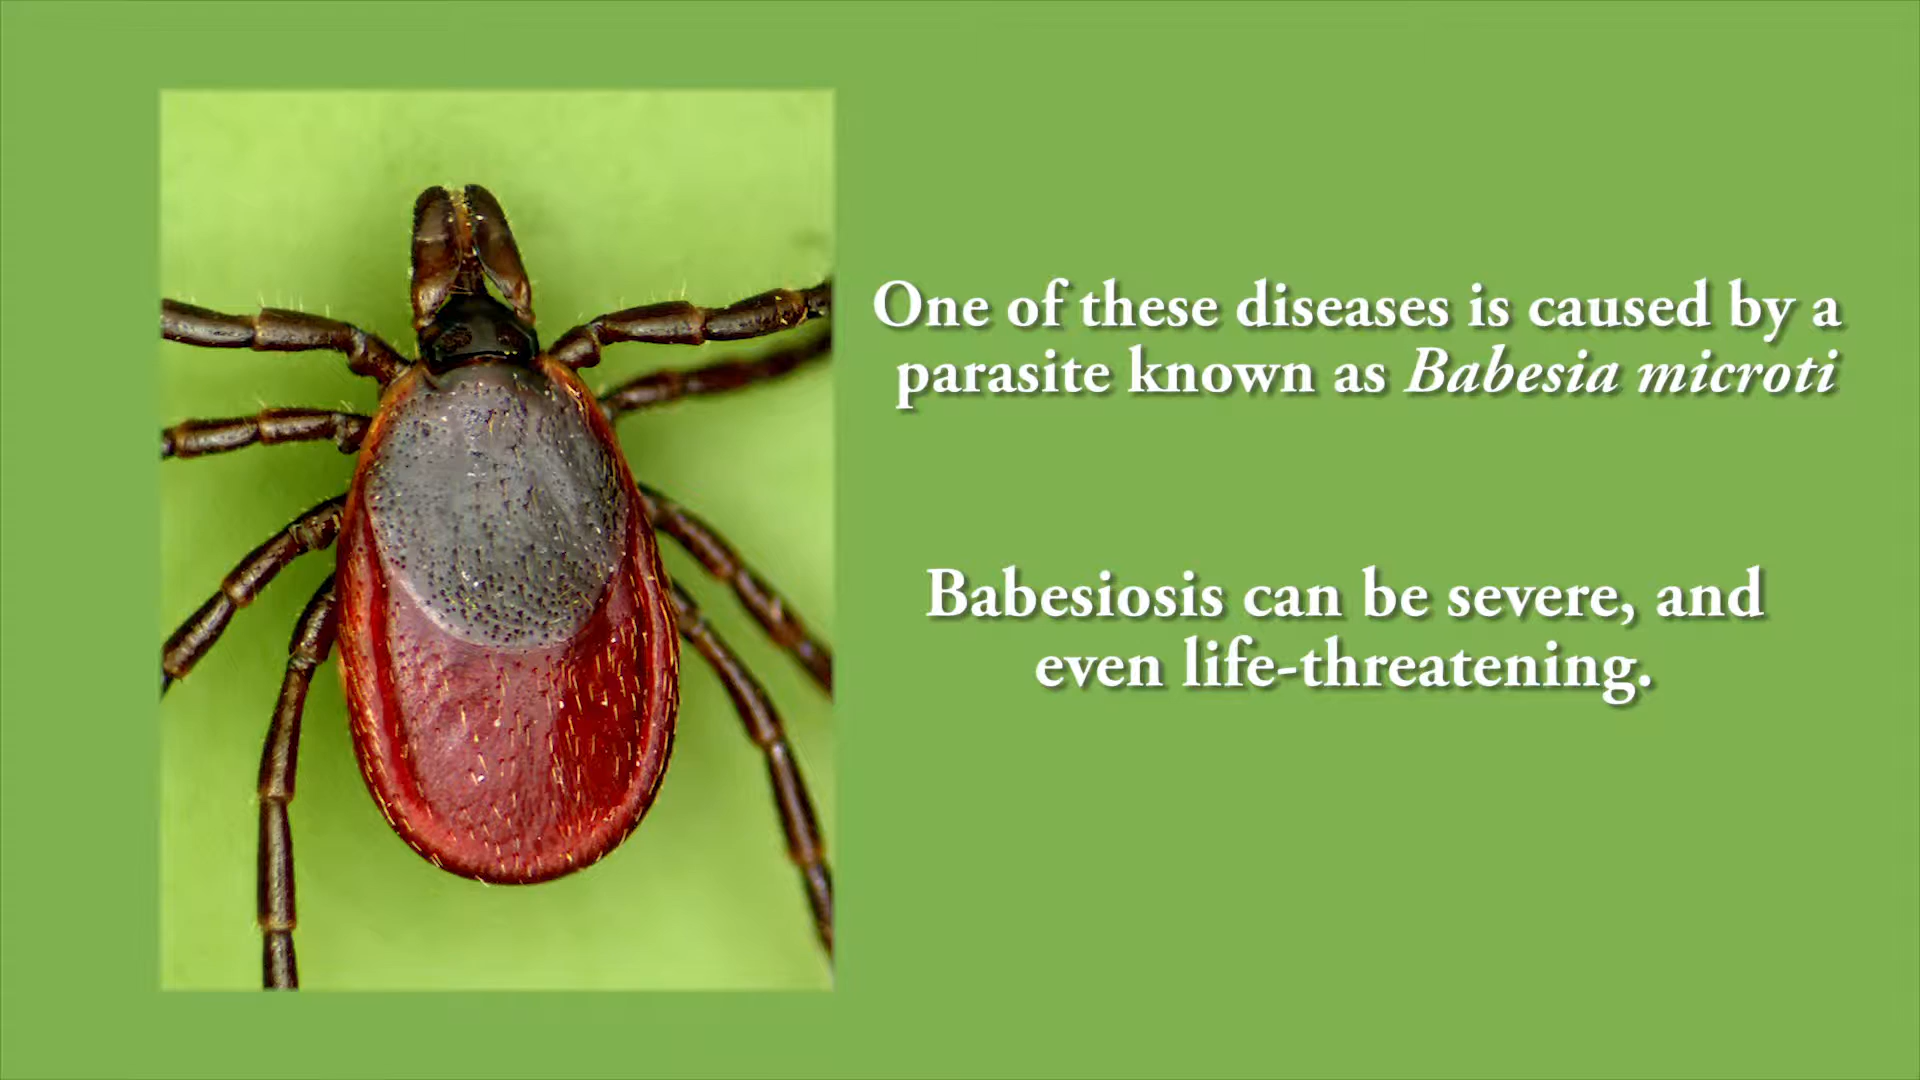 One of these diseases is caused by a
parasite known as Babesia microti
Babesiosis can be severe, and
even life-threatening.